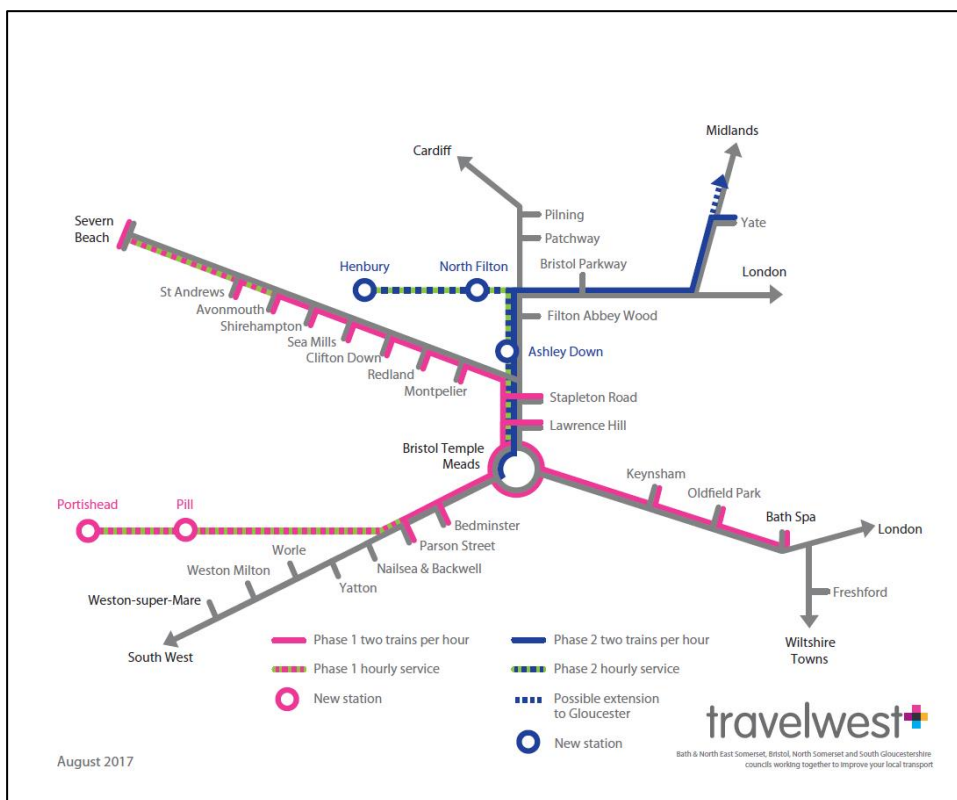 Midlands
Cardiff
Pilning
Patchway
Yate
Severn
Beach
Henbury
North Filton
Bristol Parkway
London
St Andrews
Avonmouth
Shirehampton
Sea Mills
Clifton Down
Redland
Montpelier
Filton Abbey Wood
Ashley Down
Stapleton Road
Lawrence Hill
Bristol Temple
Meads
Keynsham
Oldfield Park
Bath Spa
London
Freshford
Wiltshire
Towns
Portishead
Pill
Bedminster
Parson Street
Nailsea & Backwell
Yatton
Worle
Weston Milton
Weston-super-Mare
South West
Phase 1 two trains per hour
Phase 1 hourly service
New station
Phase 2 two trains per hour
Phase 2 hourly service
Possible extension
to Gloucester
New station
travelwest
Bath & North East Somerset, Bristol, North Somerset and South Gloucestershire
councils working together to improve your local transport
August 2017